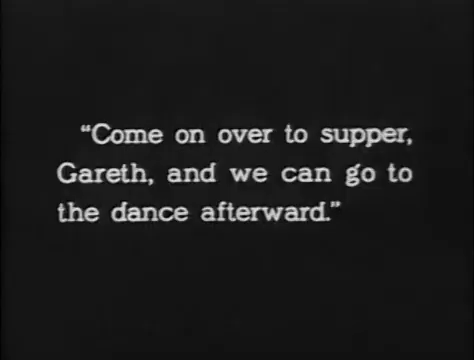 "Come on over to supper,
Gareth, and we can go to
the dance afterward."